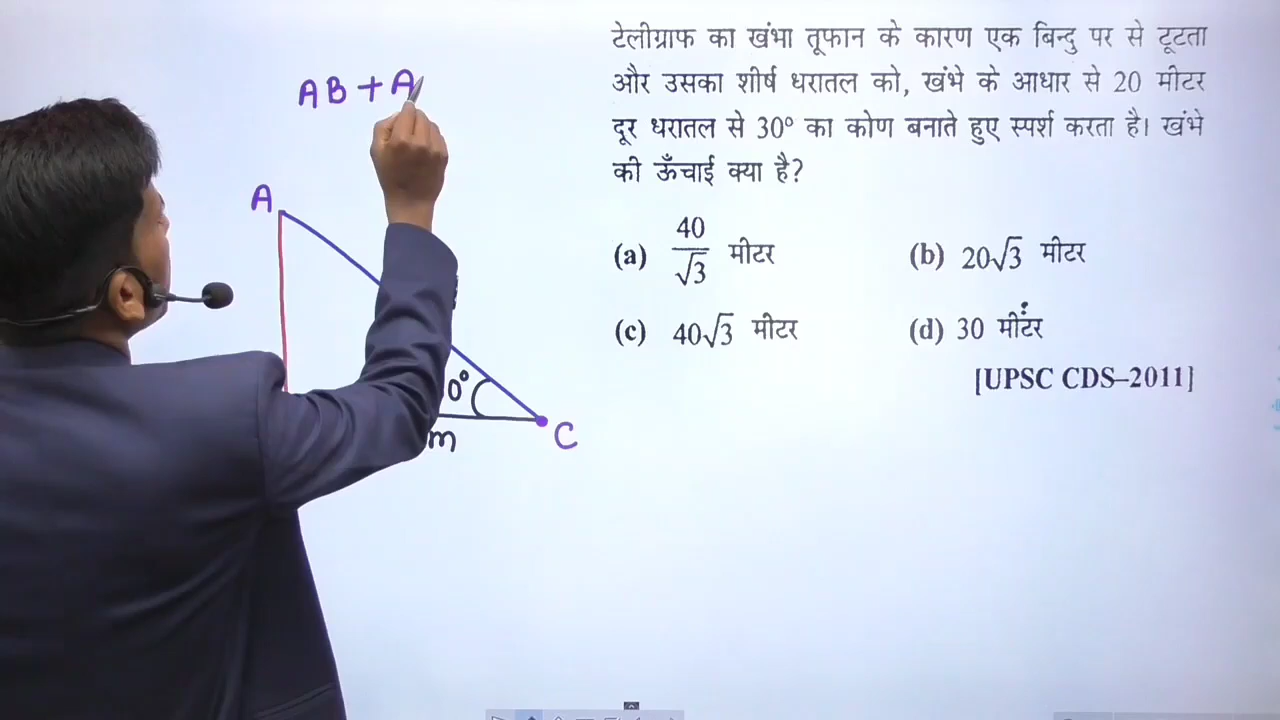 टेलीग्राफ का खंभा तूफान के कारण एक बिन्दु पर से टूटता
और उसका शीर्ष धरातल को, खंभे के आधार से 20 मीटर
दूर धरातल से 30° का कोण बनाते हुए स्पर्श करता है। खंभे
की ऊँचाई क्या है?
(a) 40/√3 मीटर (b) 20√3 मीटर
(c) 40√3 मीटर (d) 30 मीटर
[UPSC CDS–2011]
AB + A
A
0°
m
C